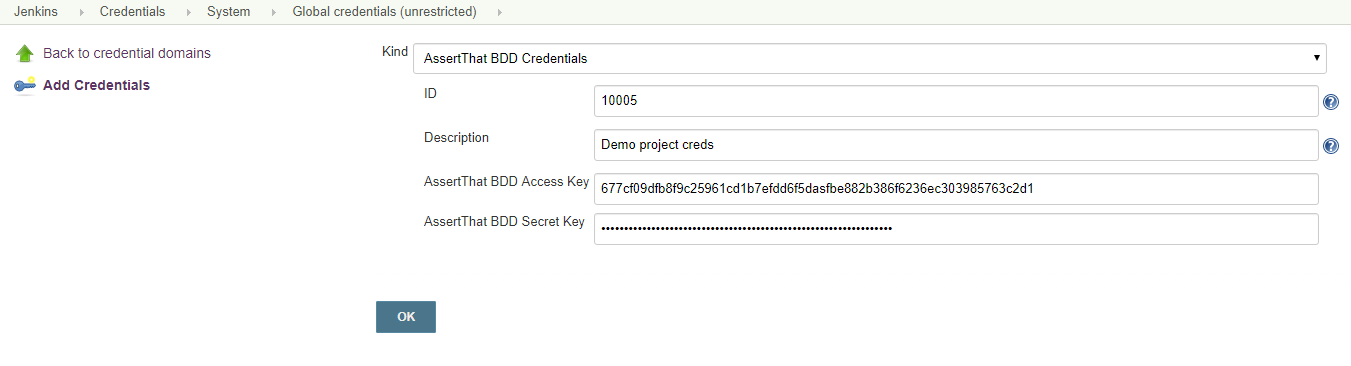 Jenkins Credentials System Global credentials (unrestricted)
Back to credential domains
Add Credentials
Kind AssertThat BDD Credentials
ID 10005
Description Demo project creds
AssertThat BDD Access Key 677cf09dfb8f9c25961cd1b7efdd6f5dasfbe882b386f6236ec303985763c2d1
AssertThat BDD Secret Key ••••••••••••••••••••••••••••••••••••••••••••••••••••••••••••••••
OK